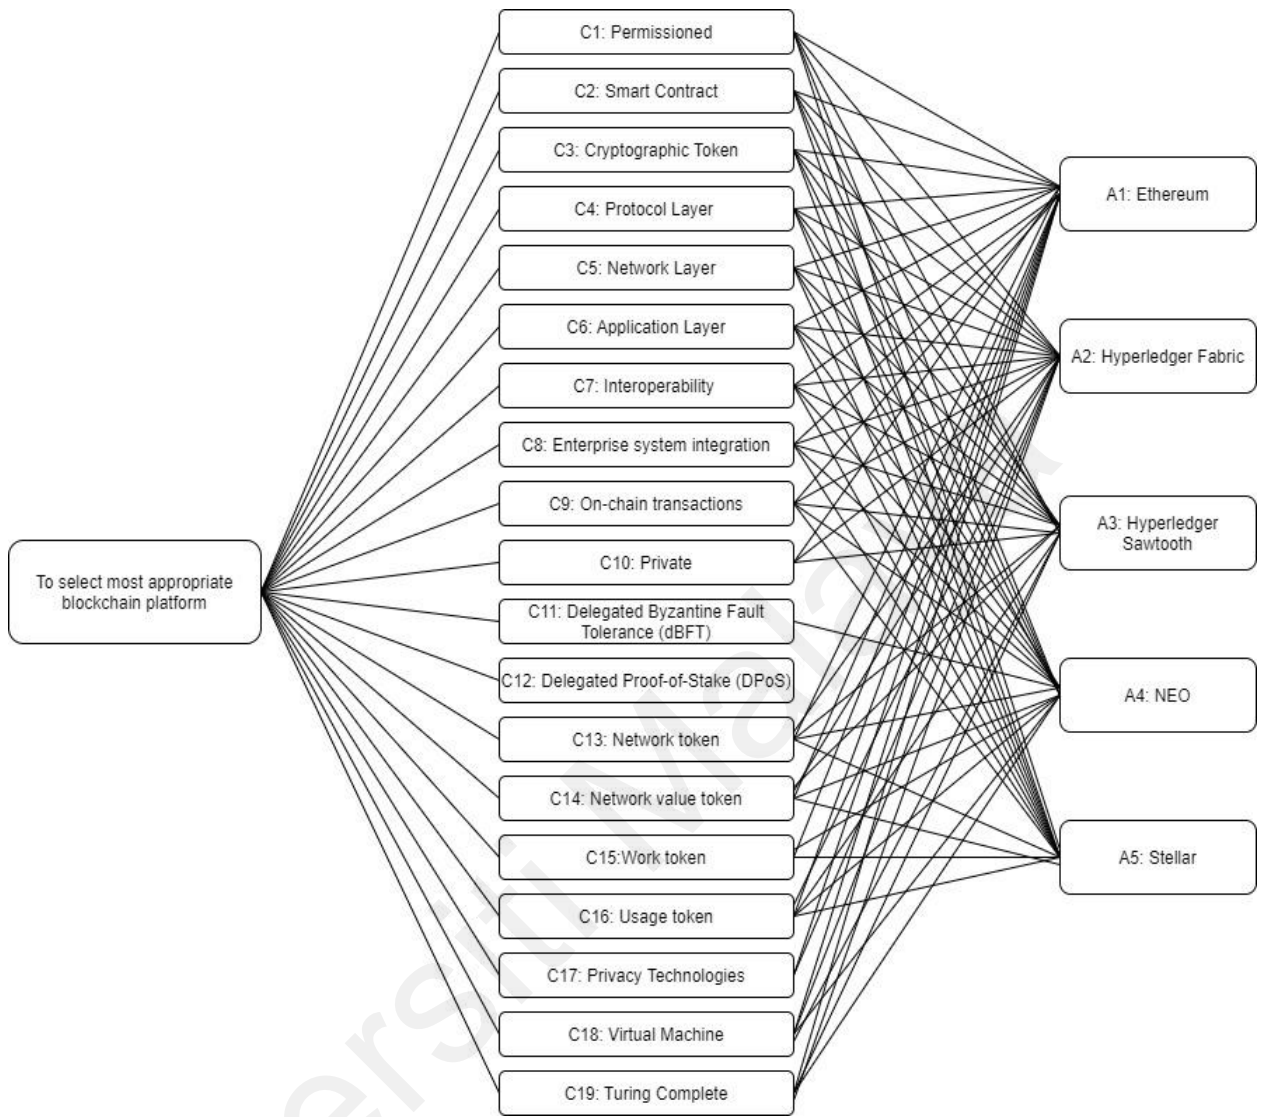 C1: Permissioned
C2: Smart Contract
C3: Cryptographic Token
C4: Protocol Layer
C5: Network Layer
C6: Application Layer
C7: Interoperability
C8: Enterprise system integration
C9: On-chain transactions
C10: Private
C11: Delegated Byzantine Fault
Tolerance (dBFT)
C12: Delegated Proof-of-Stake (DPoS)
C13: Network token
C14: Network value token
C15:Work token
C16: Usage token
C17: Privacy Technologies
C18: Virtual Machine
C19: Turing Complete
To select most appropriate
blockchain platform
A1: Ethereum
A2: Hyperledger Fabric
A3: Hyperledger
Sawtooth
A4: NEO
A5: Stellar